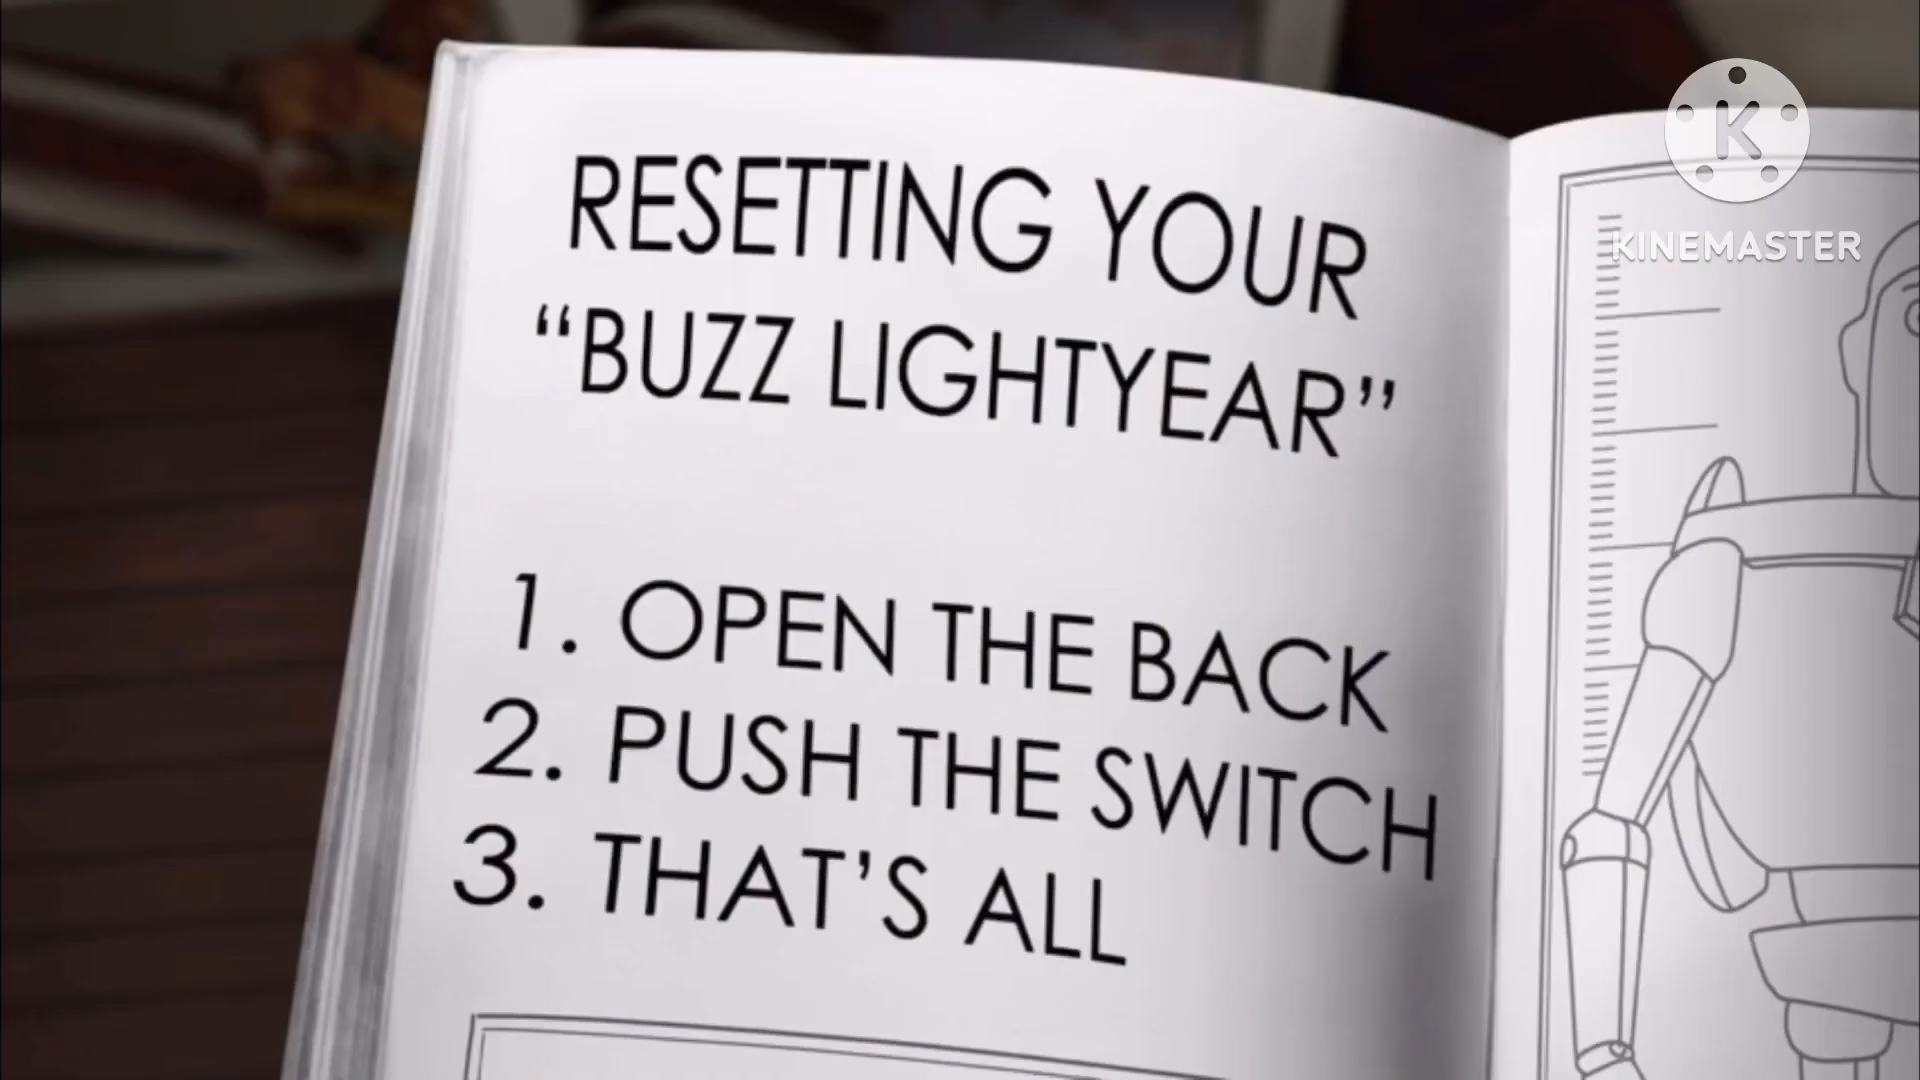 RESETTING YOUR
“BUZZ LIGHTYEAR”
1. OPEN THE BACK
2. PUSH THE SWITCH
3. THAT’S ALL
K
KINEMASTER